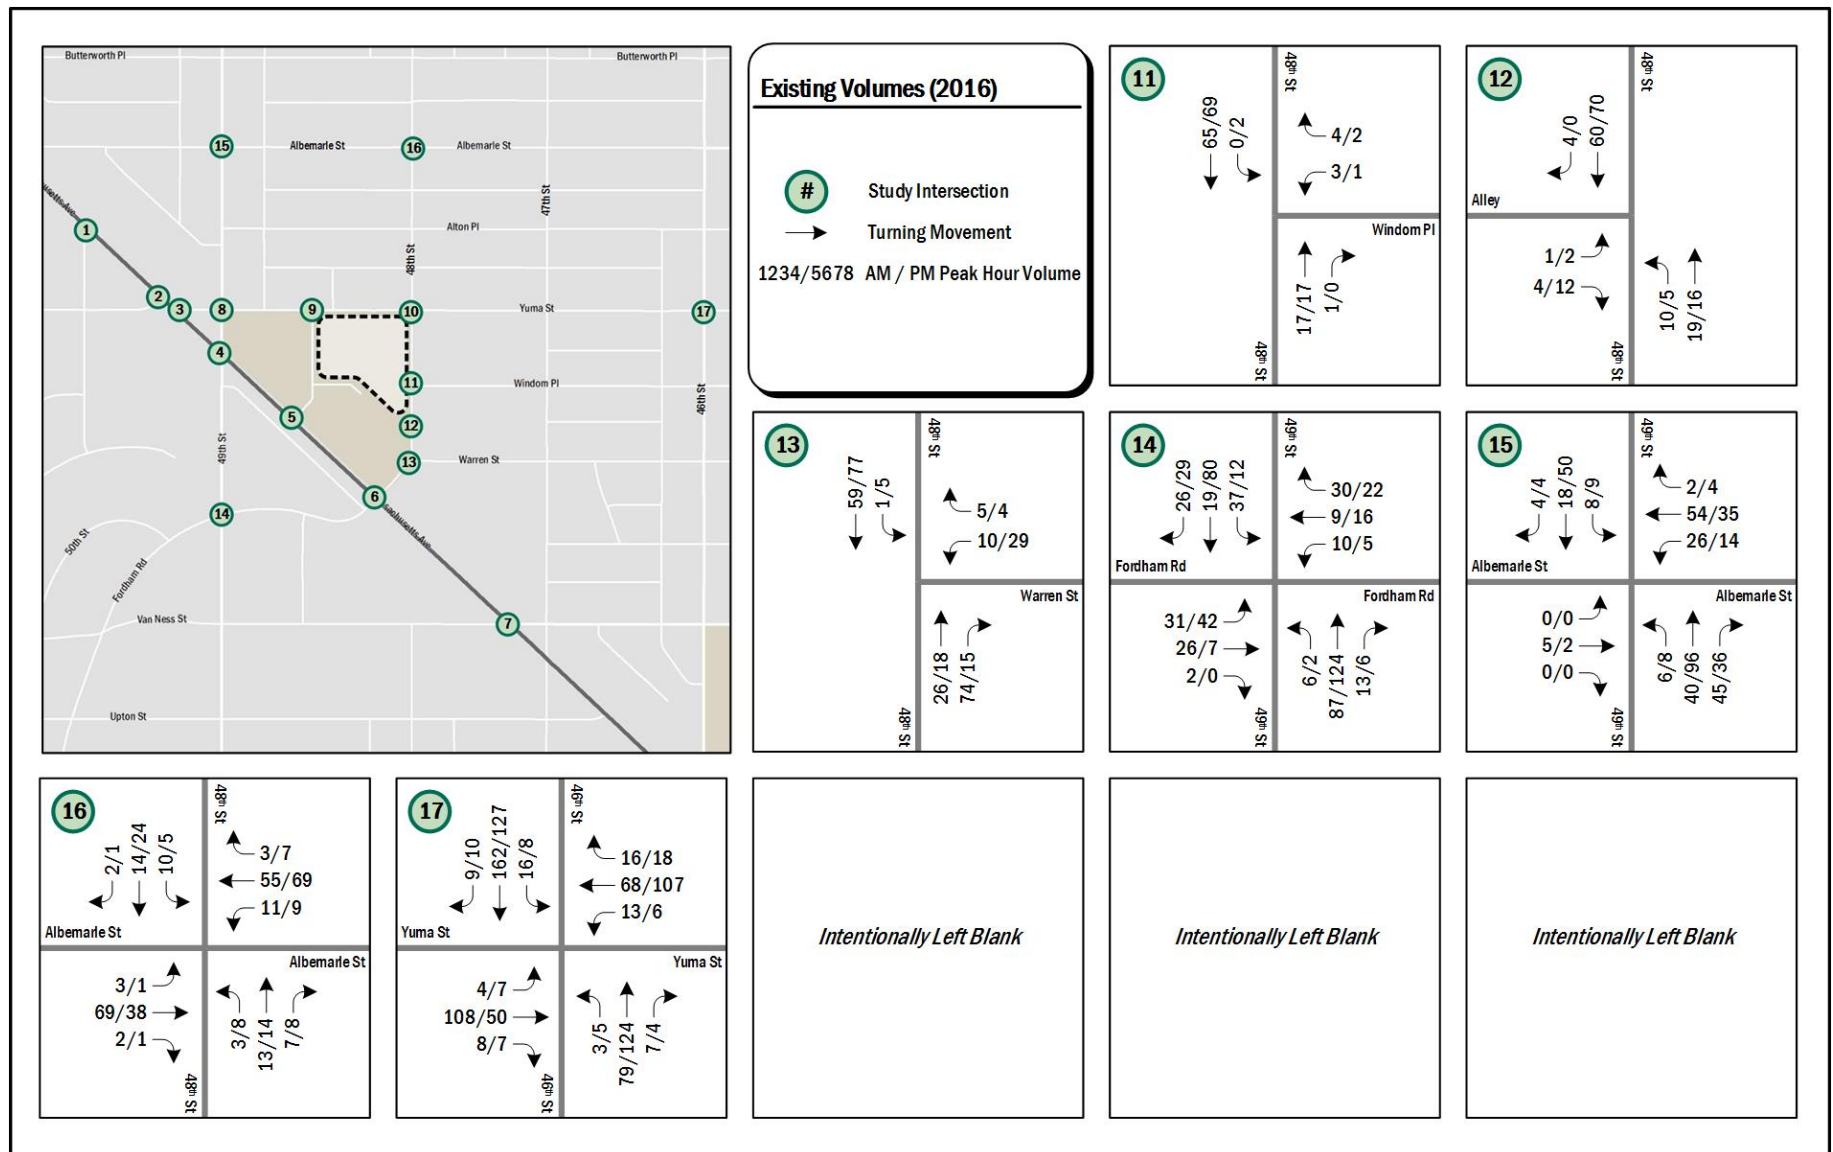 Butterworth Pl
Butterworth Pl
15
Albemarle St
16
Albemarle St
47th St
1
Alton Pl
48th St
2
3
8
9
10
Yuma St
17
4
11
Windom Pl
46th St
5
12
49th St
13
Warren St
6
14
50th St
Fordham Rd
Van Ness St
7
Upton St
Existing Volumes (2016)
#
Study Intersection
Turning Movement
1234/5678 AM / PM Peak Hour Volume
11
48th St
65/69
0/2
4/2
3/1
Windom Pl
17/17
1/0
48th St
12
48th St
4/0
60/70
Alley
1/2
4/12
10/5
19/16
48th St
13
48th St
59/77
1/5
5/4
10/29
Warren St
26/18
74/15
48th St
14
49th St
26/29
19/80
37/12
30/22
9/16
10/5
Fordham Rd
Fordham Rd
31/42
26/7
2/0
6/2
87/124
13/6
49th St
15
49th St
4/4
18/50
8/9
2/4
54/35
26/14
Albemarle St
Albemarle St
0/0
5/2
0/0
6/8
40/96
45/36
49th St
16
48th St
2/1
14/24
10/5
3/7
55/69
11/9
Albemarle St
Albemarle St
3/1
69/38
2/1
3/8
13/14
7/8
48th St
17
46th St
9/10
162/127
16/8
16/18
68/107
13/6
Yuma St
Yuma St
4/7
108/50
8/7
3/5
79/124
7/4
46th St
Intentionally Left Blank
Intentionally Left Blank
Intentionally Left Blank